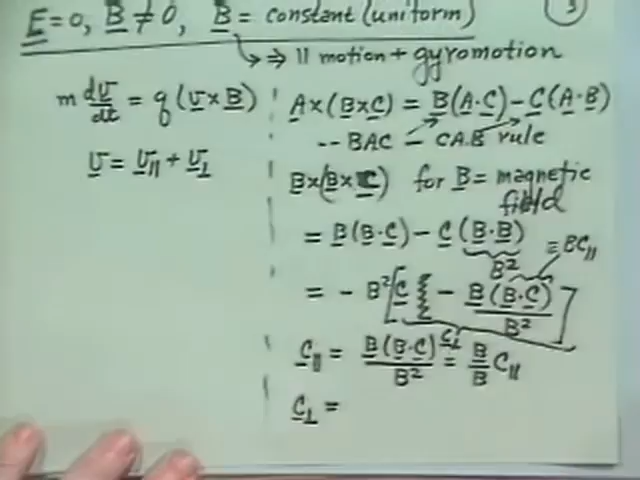 E = 0, B ≠ 0, B = constant (uniform)
3
↳ ⇒ || motion + gyromotion
m dv/dt = q (v × B)
v = v|| + v⊥
A × (B × C) = B (A · C) − C (A · B)
-- BAC − CAB rule
B × (B × C) for B = magnetic field
= B (B · C) − C (B · B)
B²
≡ BC||
= − B² [C − B (B · C) / B²]
C⊥
C|| = B (B · C) / B² = B/B C||
C⊥ =